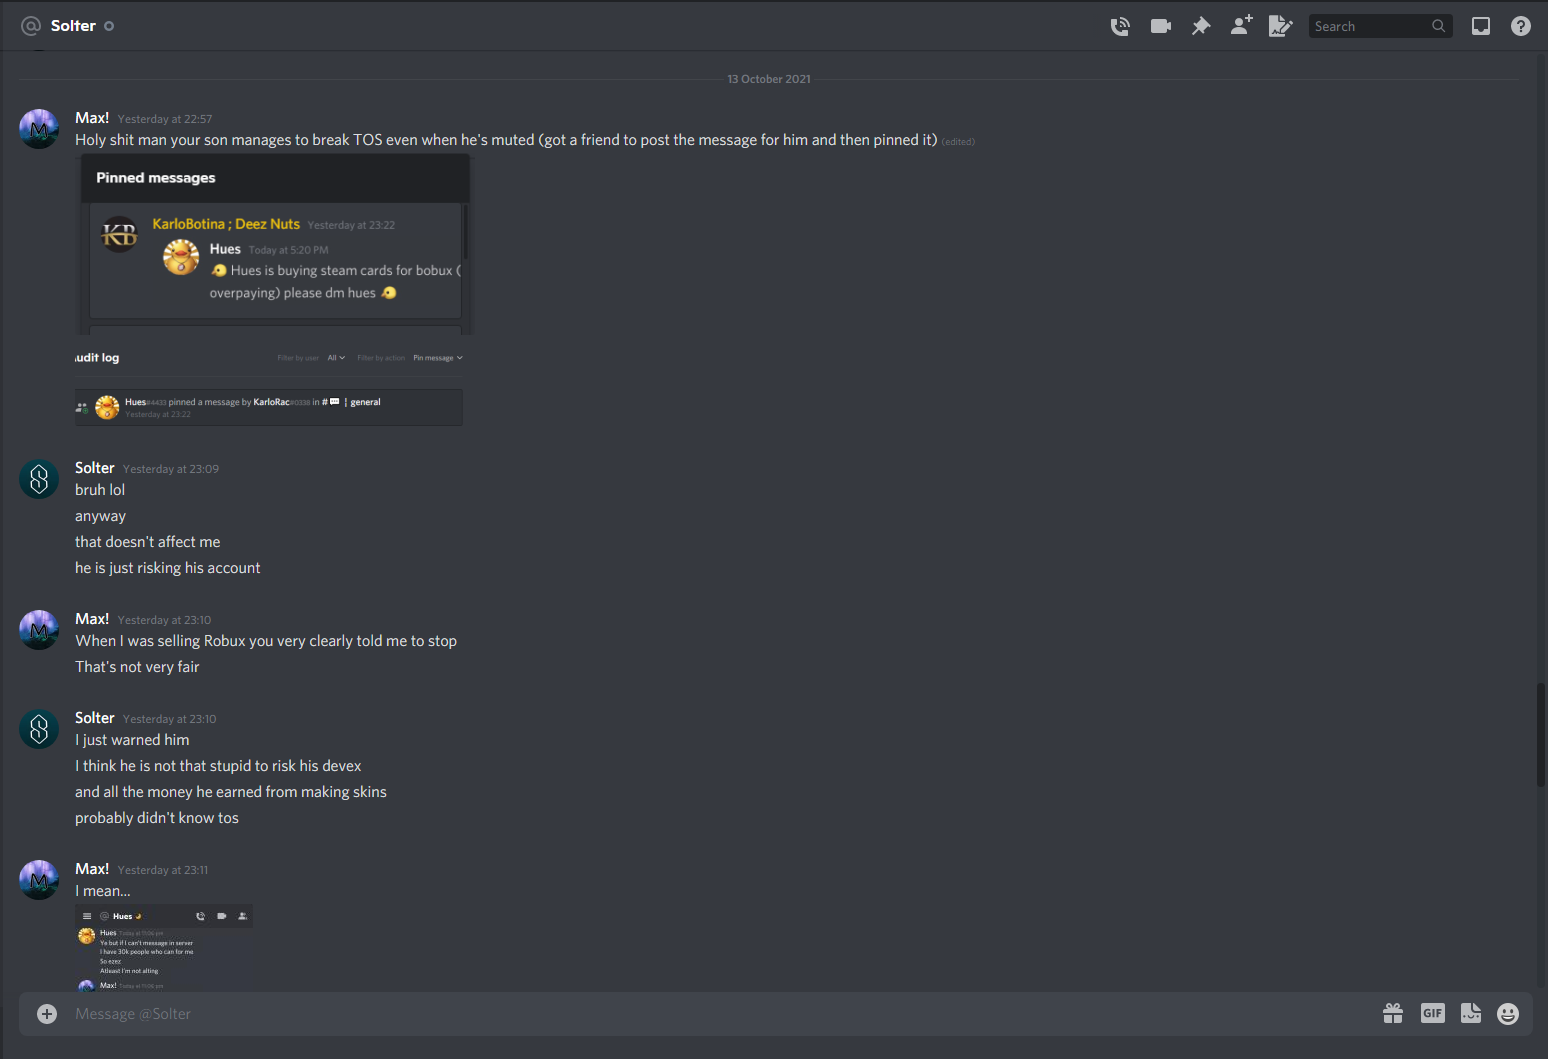 Solter
Search
13 October 2021
Max! Yesterday at 22:57
Holy shit man your son manages to break TOS even when he's muted (got a friend to post the message for him and then pinned it) (edited)
Pinned messages
KB
KarloBotina ; Deez Nuts Yesterday at 23:22
Hues Today at 5:20 PM
Hues is buying steam cards for bobux (
overpaying) please dm hues
udit log Filter by user All Filter by action Pin message
Hues#4433 pinned a message by KarloRac#0338 in # general
Yesterday at 23:22
Solter Yesterday at 23:09
bruh lol
anyway
that doesn't affect me
he is just risking his account
Max! Yesterday at 23:10
When I was selling Robux you very clearly told me to stop
That's not very fair
Solter Yesterday at 23:10
I just warned him
I think he is not that stupid to risk his devex
and all the money he earned from making skins
probably didn't know tos
Max! Yesterday at 23:11
I mean...
@ Hues
Hues Today at 11:06 pm
Ye but if I can't message in server
I have 30k people who can for me
So ezez
Atleast I'm not alting
Max! Today at 11:06 pm
Message @Solter
GIF